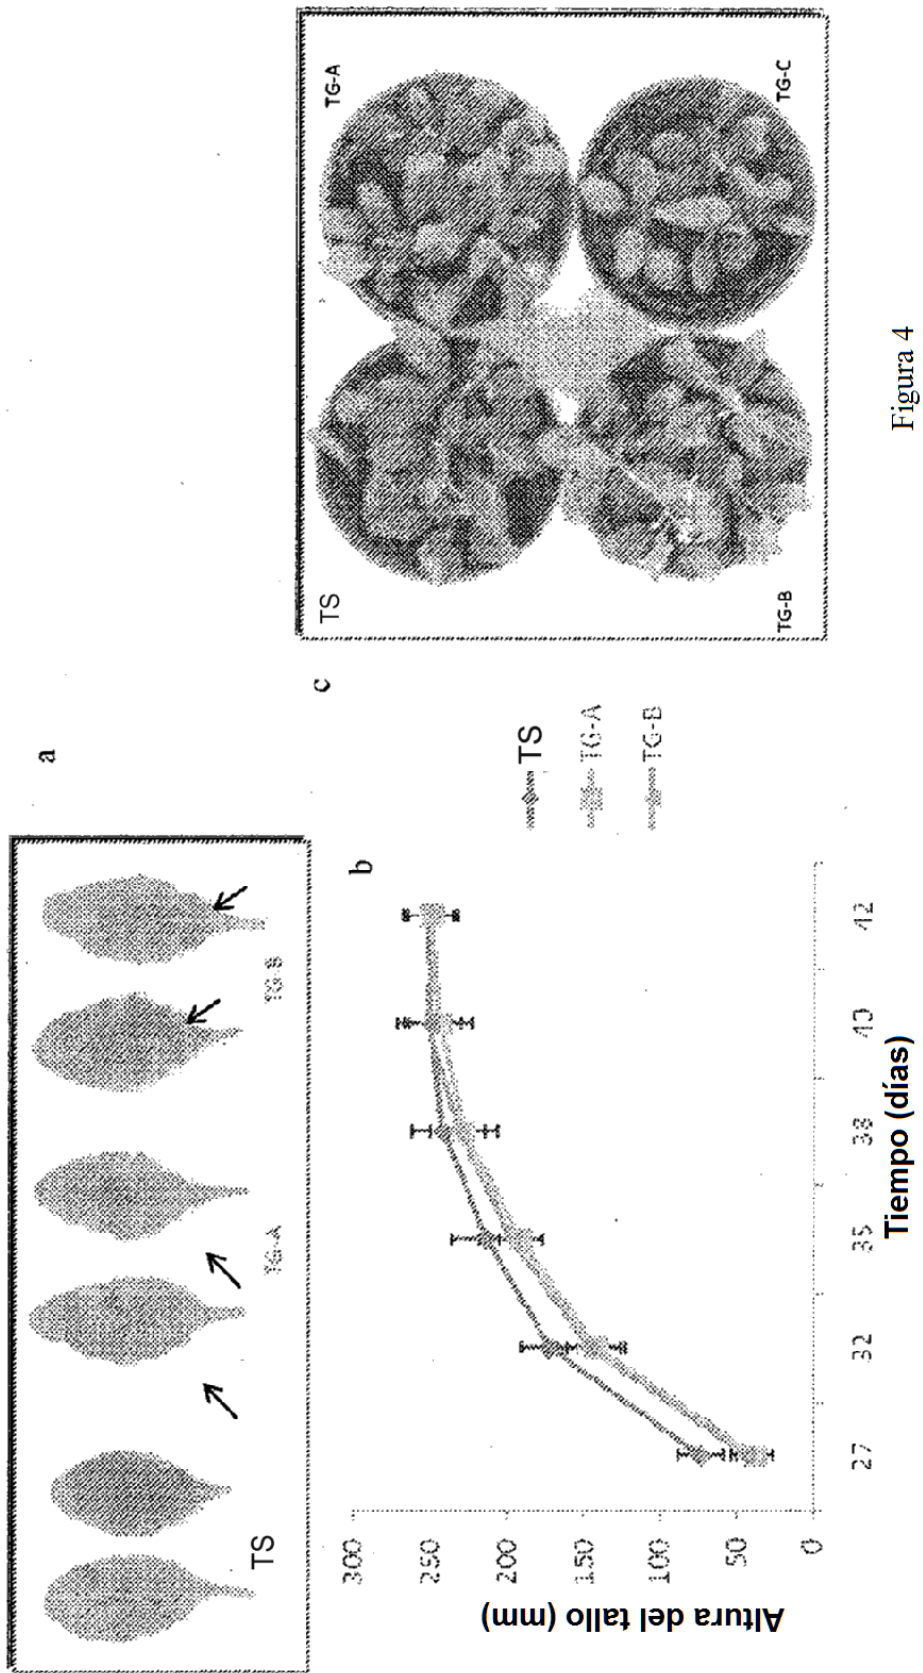 a
TS
TG-A
TG-B
b
Altura del tallo (mm)
300
250
200
150
100
50
0
27
32
35
38
40
42
Tiempo (días)
TS
TG-A
TG-B
c
TS
TG-A
TG-B
TG-C
Figura 4